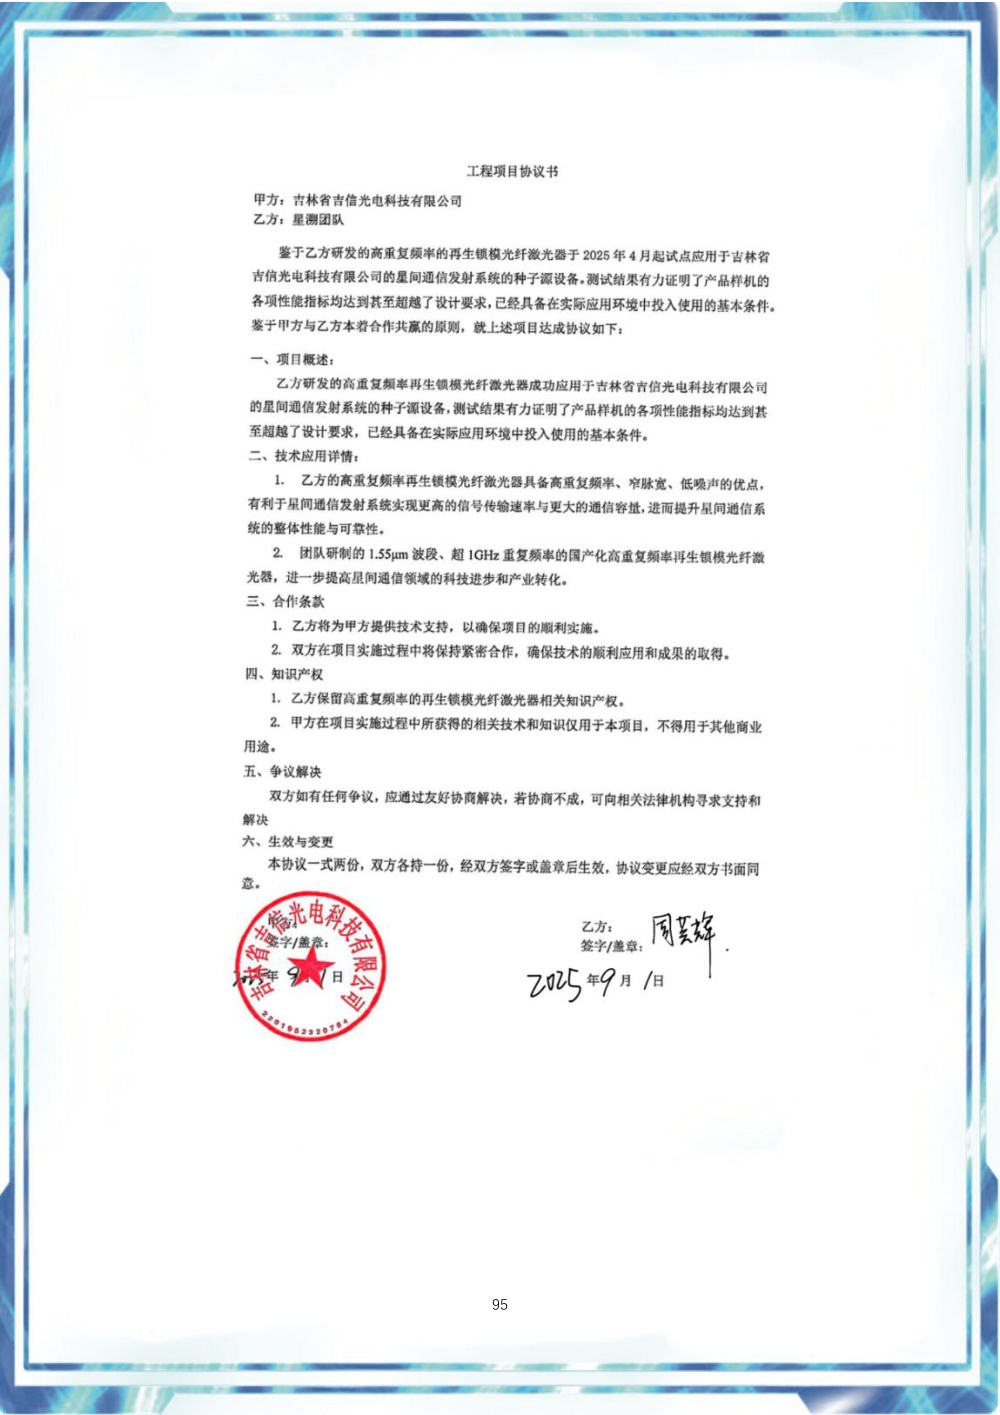 工程项目协议书
甲方：吉林省吉信光电科技有限公司
乙方：星溯团队
鉴于乙方研发的高重复频率的再生锁模光纤激光器于 2025 年 4 月起试点应用于吉林省
吉信光电科技有限公司的星间通信发射系统的种子源设备。测试结果有力证明了产品样机的
各项性能指标均达到甚至超越了设计要求，已经具备在实际应用环境中投入使用的基本条件。
鉴于甲方与乙方本着合作共赢的原则，就上述项目达成协议如下：
一、项目概述：
乙方研发的高重复频率再生锁模光纤激光器成功应用于吉林省吉信光电科技有限公司
的星间通信发射系统的种子源设备，测试结果有力证明了产品样机的各项性能指标均达到甚
至超越了设计要求，已经具备在实际应用环境中投入使用的基本条件。
二、技术应用详情：
1. 乙方的高重复频率再生锁模光纤激光器具备高重复频率、窄脉宽、低噪声的优点，
有利于星间通信发射系统实现更高的信号传输速率与更大的通信容量，进而提升星间通信系
统的整体性能与可靠性。
2. 团队研制的 1.55μm 波段、超 1GHz 重复频率的国产化高重复频率再生锁模光纤激
光器，进一步提高星间通信领域的科技进步和产业转化。
三、合作条款
1. 乙方将为甲方提供技术支持，以确保项目的顺利实施。
2. 双方在项目实施过程中将保持紧密合作，确保技术的顺利应用和成果的取得。
四、知识产权
1. 乙方保留高重复频率的再生锁模光纤激光器相关知识产权。
2. 甲方在项目实施过程中所获得的相关技术和知识仅用于本项目，不得用于其他商业
用途。
五、争议解决
双方如有任何争议，应通过友好协商解决，若协商不成，可向相关法律机构寻求支持和
解决
六、生效与变更
本协议一式两份，双方各持一份，经双方签字或盖章后生效，协议变更应经双方书面同
意。
甲方：
签字/盖章：
2025年9月1日
吉林省吉信光电科技有限公司
2201952320784
乙方：
签字/盖章：周芸辉
2025年9月1日
95